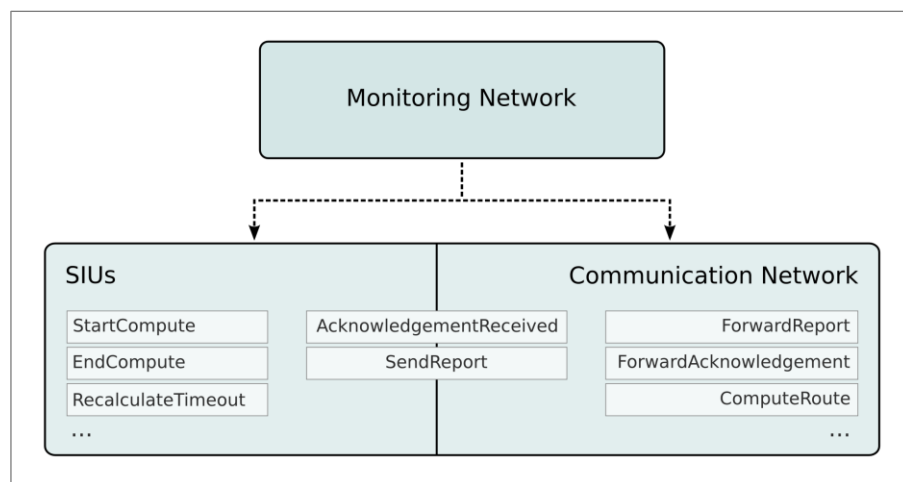 Monitoring Network
SIUs
Communication Network
StartCompute
AcknowledgementReceived
ForwardReport
EndCompute
SendReport
ForwardAcknowledgement
RecalculateTimeout
ComputeRoute
...
...